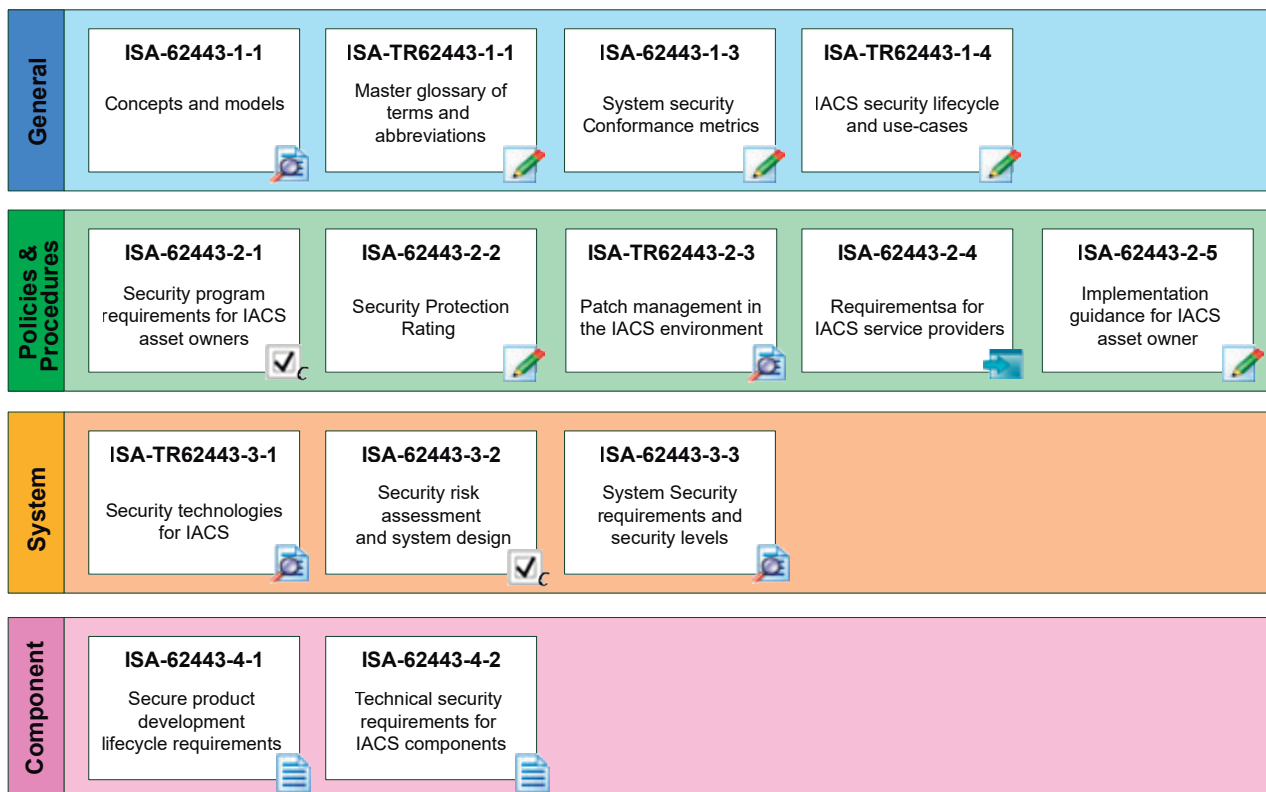 General
ISA-62443-1-1
Concepts and models
ISA-TR62443-1-1
Master glossary of
terms and
abbreviations
ISA-62443-1-3
System security
Conformance metrics
ISA-TR62443-1-4
IACS security lifecycle
and use-cases
Policies &
Procedures
ISA-62443-2-1
Security program
requirements for IACS
asset owners
C
ISA-62443-2-2
Security Protection
Rating
ISA-TR62443-2-3
Patch management in
the IACS environment
ISA-62443-2-4
Requirementsa for
IACS service providers
ISA-62443-2-5
Implementation
guidance for IACS
asset owner
System
ISA-TR62443-3-1
Security technologies
for IACS
ISA-62443-3-2
Security risk
assessment
and system design
C
ISA-62443-3-3
System Security
requirements and
security levels
Component
ISA-62443-4-1
Secure product
development
lifecycle requirements
ISA-62443-4-2
Technical security
requirements for
IACS components